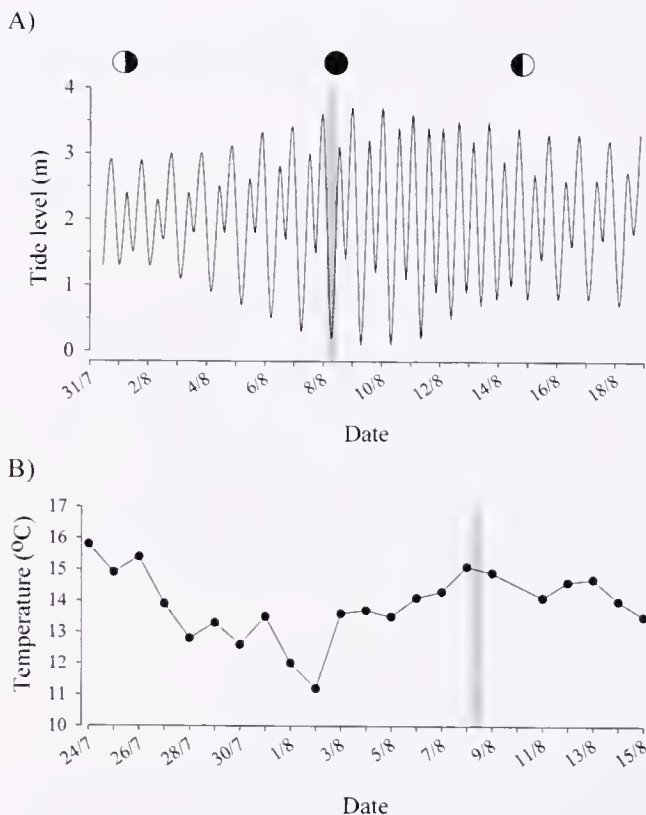 A)
4
3
2
1
0
Tide level (m)
31/7 2/8 4/8 6/8 8/8 10/8 12/8 14/8 16/8 18/8
Date
B)
17
16
15
14
13
12
11
10
Temperature (ºC)
24/7 26/7 28/7 30/7 1/8 3/8 5/8 7/8 9/8 11/8 13/8 15/8
Date